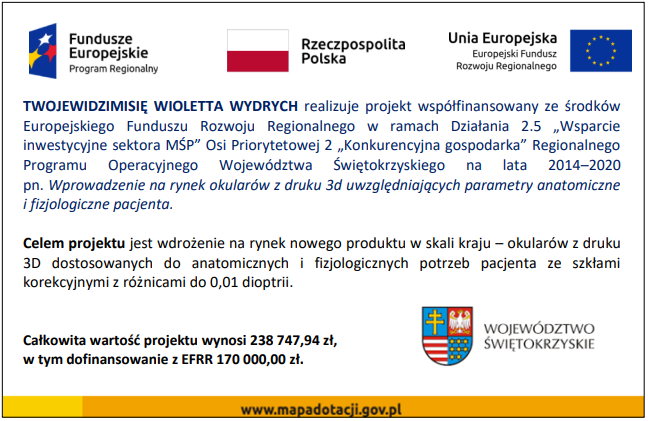 Fundusze
Europejskie
Program Regionalny
Rzeczpospolita
Polska
Unia Europejska
Europejski Fundusz
Rozwoju Regionalnego
TWOJEWIDZIMISIĘ WIOLETTA WYDRYCH realizuje projekt współfinansowany ze środków
Europejskiego Funduszu Rozwoju Regionalnego w ramach Działania 2.5 „Wsparcie
inwestycyjne sektora MŚP” Osi Priorytetowej 2 „Konkurencyjna gospodarka” Regionalnego
Programu Operacyjnego Województwa Świętokrzyskiego na lata 2014–2020
pn. Wprowadzenie na rynek okularów z druku 3d uwzględniających parametry anatomiczne
i fizjologiczne pacjenta.
Celem projektu jest wdrożenie na rynek nowego produktu w skali kraju – okularów z druku
3D dostosowanych do anatomicznych i fizjologicznych potrzeb pacjenta ze szkłami
korekcyjnymi z różnicami do 0,01 dioptrii.
Całkowita wartość projektu wynosi 238 747,94 zł,
w tym dofinansowanie z EFRR 170 000,00 zł.
WOJEWÓDZTWO
ŚWIĘTOKRZYSKIE
www.mapadotacji.gov.pl